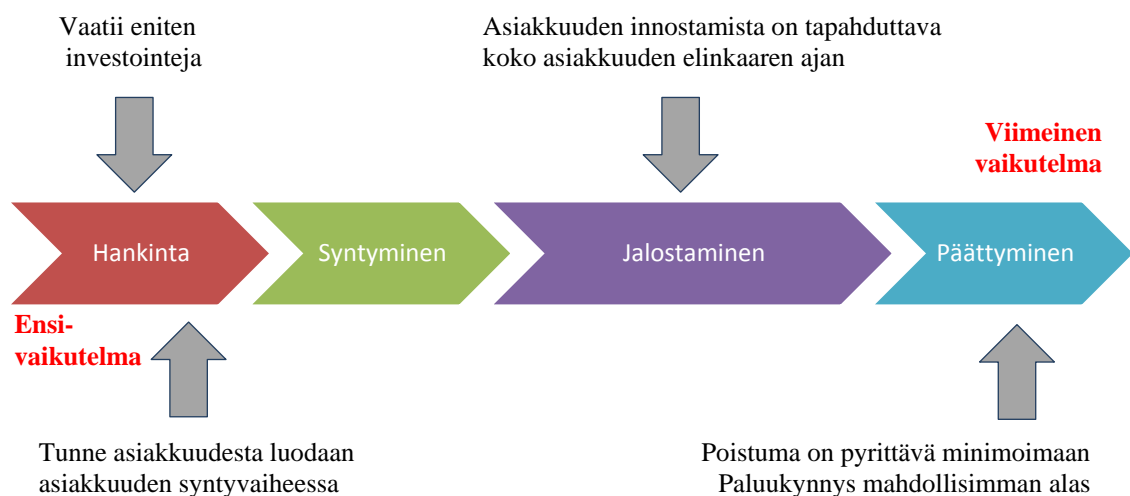 Vaatii eniten
investointeja
Asiakkuuden innostamista on tapahduttava
koko asiakkuuden elinkaaren ajan
Viimeinen
vaikutelma
Hankinta
Syntyminen
Jalostaminen
Päättyminen
Ensi-
vaikutelma
Tunne asiakkuudesta luodaan
asiakkuuden syntyvaiheessa
Poistuma on pyrittävä minimoimaan
Paluukynnys mahdollisimman alas